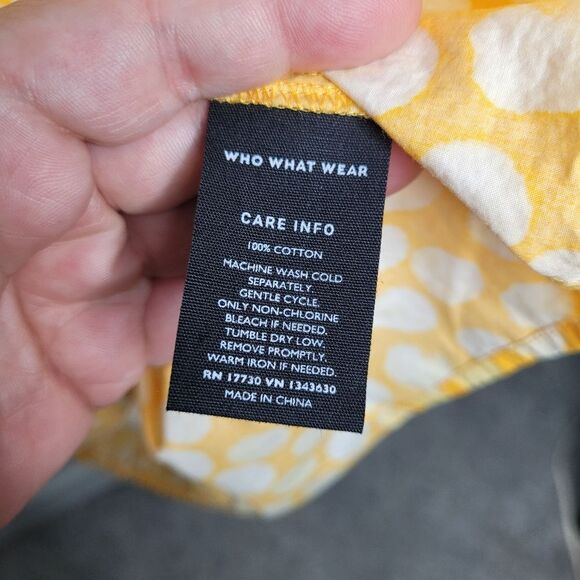 WHO WHAT WEAR
CARE INFO
100% COTTON
MACHINE WASH COLD
SEPARATELY.
GENTLE CYCLE.
ONLY NON-CHLORINE
BLEACH IF NEEDED.
TUMBLE DRY LOW.
REMOVE PROMPTLY.
WARM IRON IF NEEDED.
RN 17730 VN 1343630
MADE IN CHINA